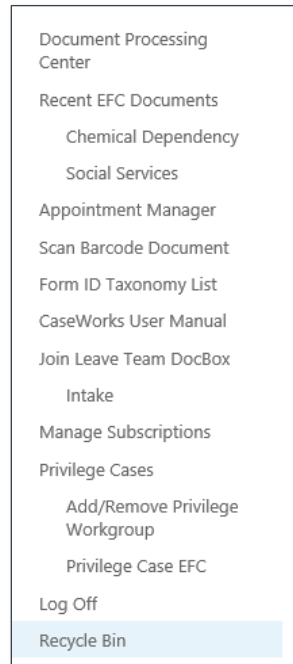 Document Processing
Center
Recent EFC Documents
Chemical Dependency
Social Services
Appointment Manager
Scan Barcode Document
Form ID Taxonomy List
CaseWorks User Manual
Join Leave Team DocBox
Intake
Manage Subscriptions
Privilege Cases
Add/Remove Privilege
Workgroup
Privilege Case EFC
Log Off
Recycle Bin